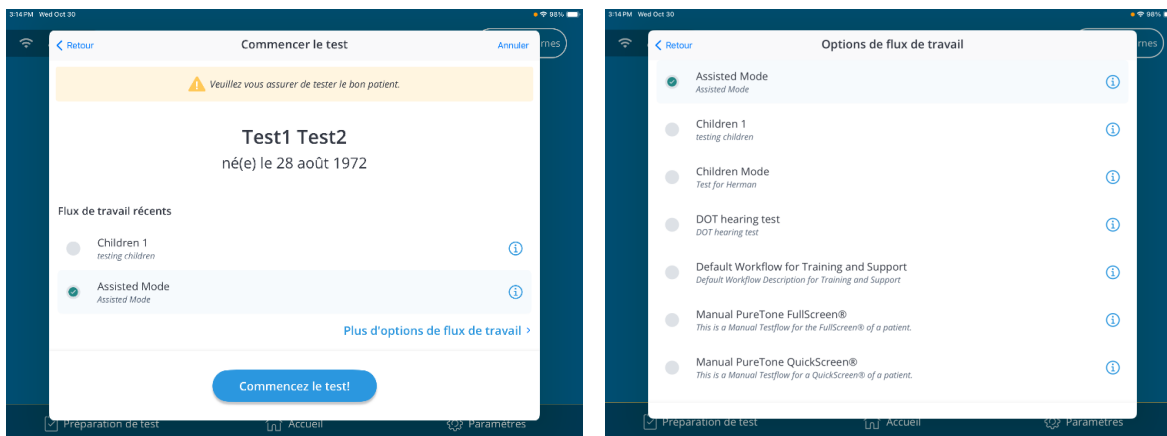 3:14 PM Wed Oct 30
98%
Retour
Commencer le test
Annuler
mes
Veuillez vous assurer de tester le bon patient.
Test1 Test2
né(e) le 28 août 1972
Flux de travail récents
Children 1
testing children
Assisted Mode
Assisted Mode
Plus d'options de flux de travail >
Commencez le test!
Préparation de test
Accueil
Paramètres
3:14 PM Wed Oct 30
98%
Retour
Options de flux de travail
mes
Assisted Mode
Assisted Mode
Children 1
testing children
Children Mode
Test for Herman
DOT hearing test
DOT hearing test
Default Workflow for Training and Support
Default Workflow Description for Training and Support
Manual PureTone FullScreen®
This is a Manual Testflow for the FullScreen® of a patient.
Manual PureTone QuickScreen®
This is a Manual Testflow for a QuickScreen® of a patient.
Préparation de test
Accueil
Paramètres